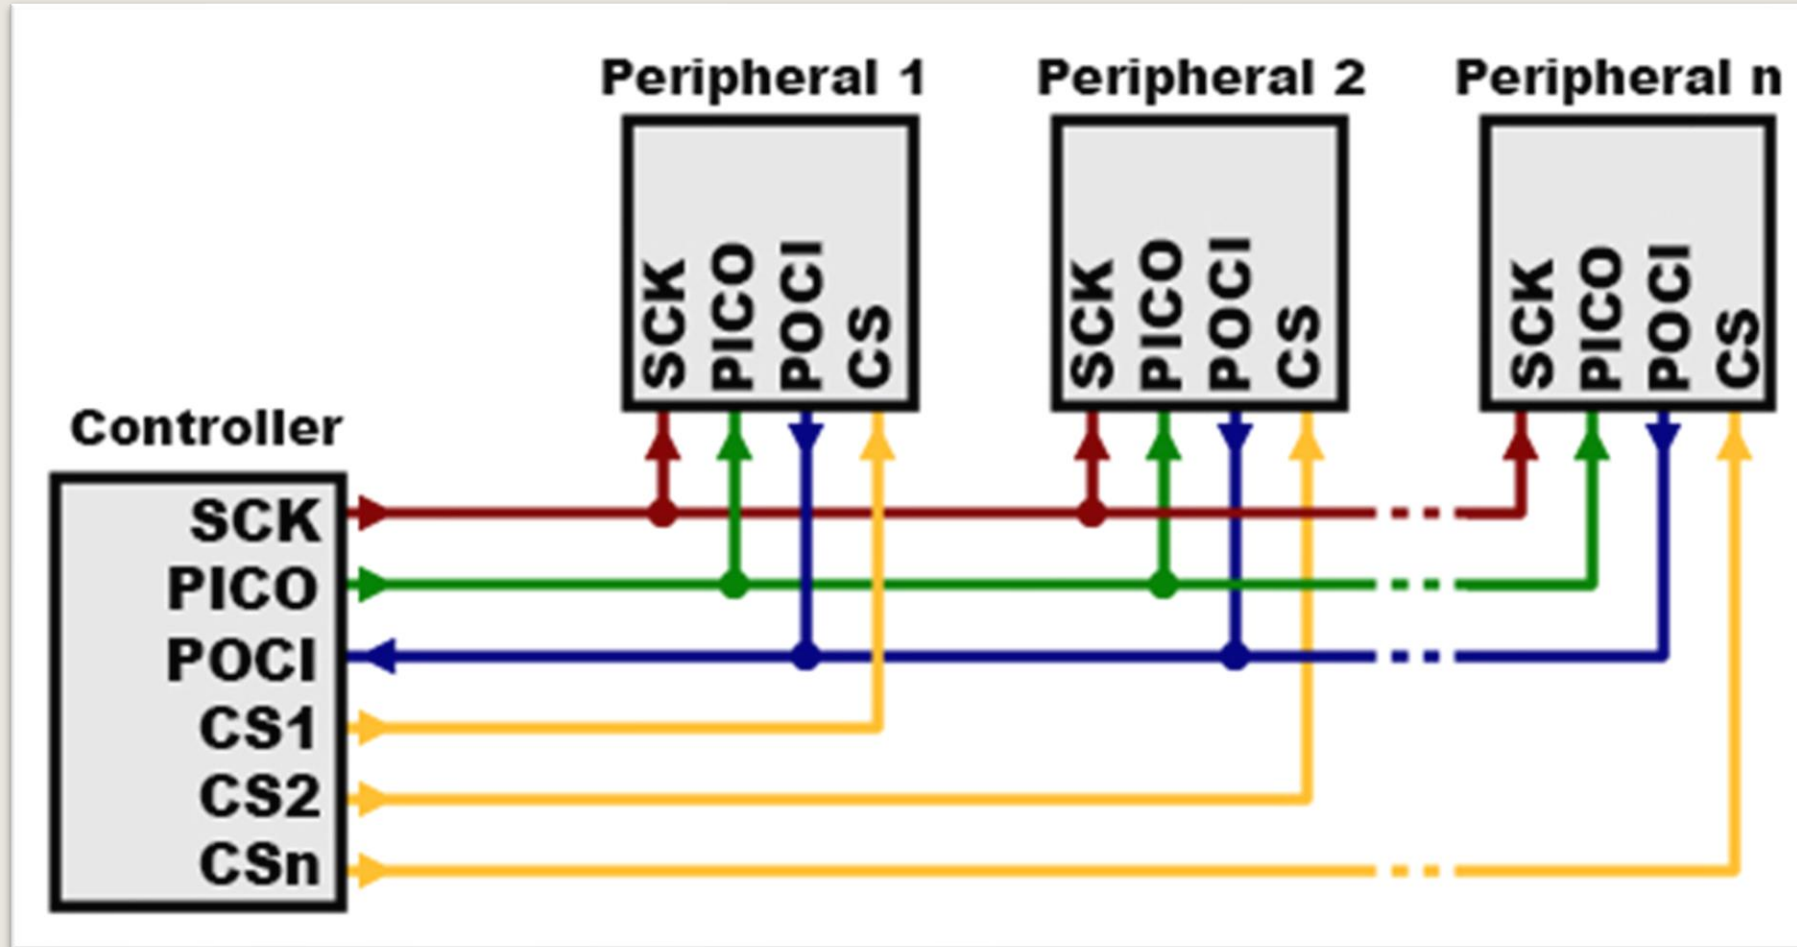 Peripheral 1
SCK
PICO
POCI
CS
Peripheral 2
SCK
PICO
POCI
CS
Peripheral n
SCK
PICO
POCI
CS
Controller
SCK
PICO
POCI
CS1
CS2
CSn